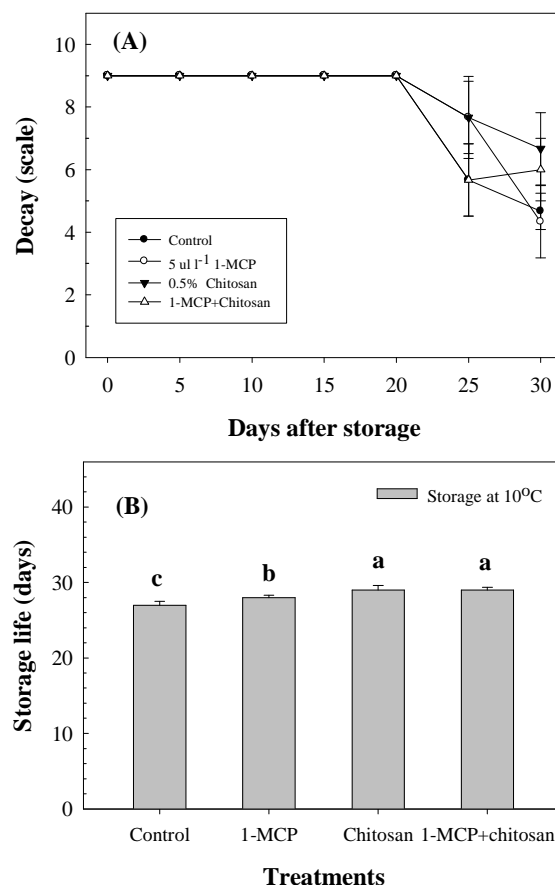 (A)
10
8
6
4
2
0
Decay (scale)
Control
5 ul l⁻¹ 1-MCP
0.5% Chitosan
1-MCP+Chitosan
0 5 10 15 20 25 30
Days after storage
(B)
Storage at 10ᴼC
40
30
20
10
0
Storage life (days)
c b a a
Control 1-MCP Chitosan 1-MCP+chitosan
Treatments